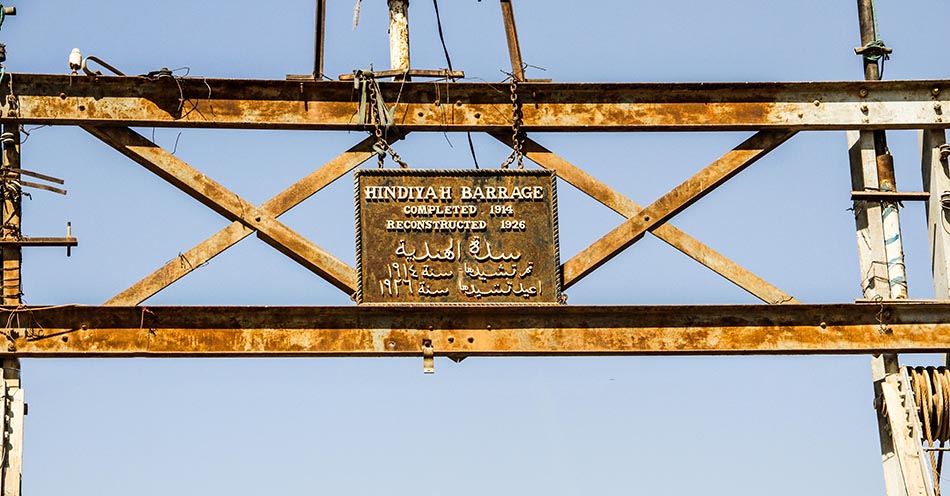 HINDIYAH BARRAGE
COMPLETED . 1914
RECONSTRUCTED 1926
سدة الهندية
تم تشيدها - سنة ١٩١٤
اعيد تشيدها سنة ١٩٢٦